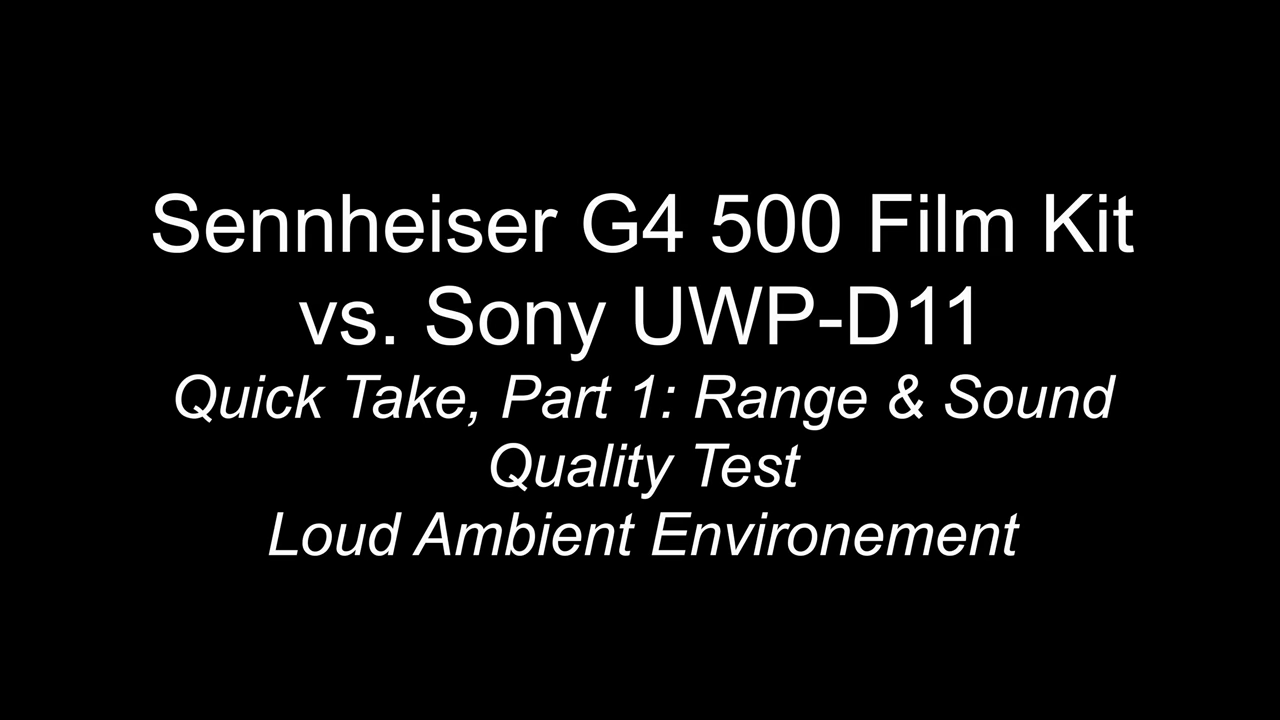 Sennheiser G4 500 Film Kit
vs. Sony UWP-D11
Quick Take, Part 1: Range & Sound
Quality Test
Loud Ambient Environement